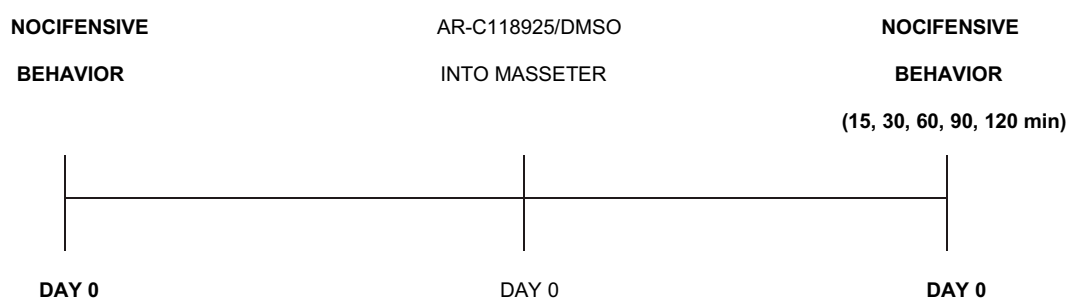 NOCIFENSIVE
BEHAVIOR
AR-C118925/DMSO
INTO MASSETER
NOCIFENSIVE
BEHAVIOR
(15, 30, 60, 90, 120 min)
DAY 0
DAY 0
DAY 0